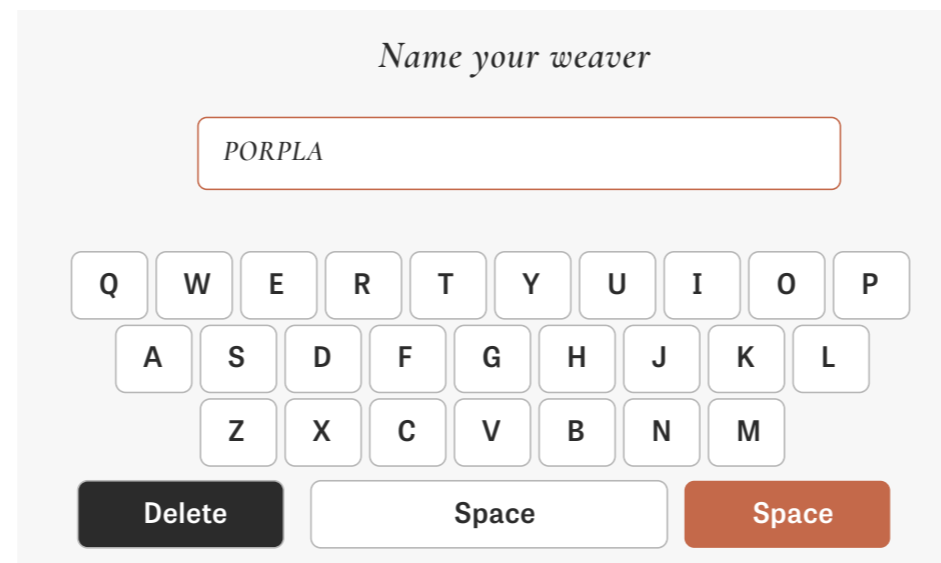 Name your weaver
PORPLA
Q W E R T Y U I O P
A S D F G H J K L
Z X C V B N M
Delete Space Space